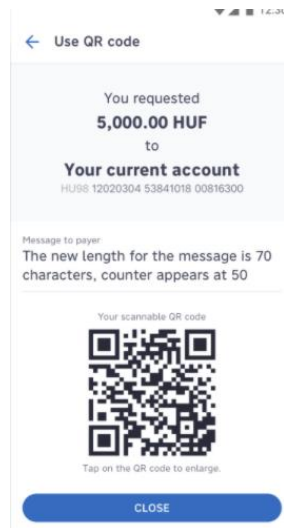 Use QR code
You requested
5,000.00 HUF
to
Your current account
HU98 12020304 53841018 00816300
Message to payer
The new length for the message is 70
characters, counter appears at 50
Your scannable QR code
Tap on the QR code to enlarge.
CLOSE